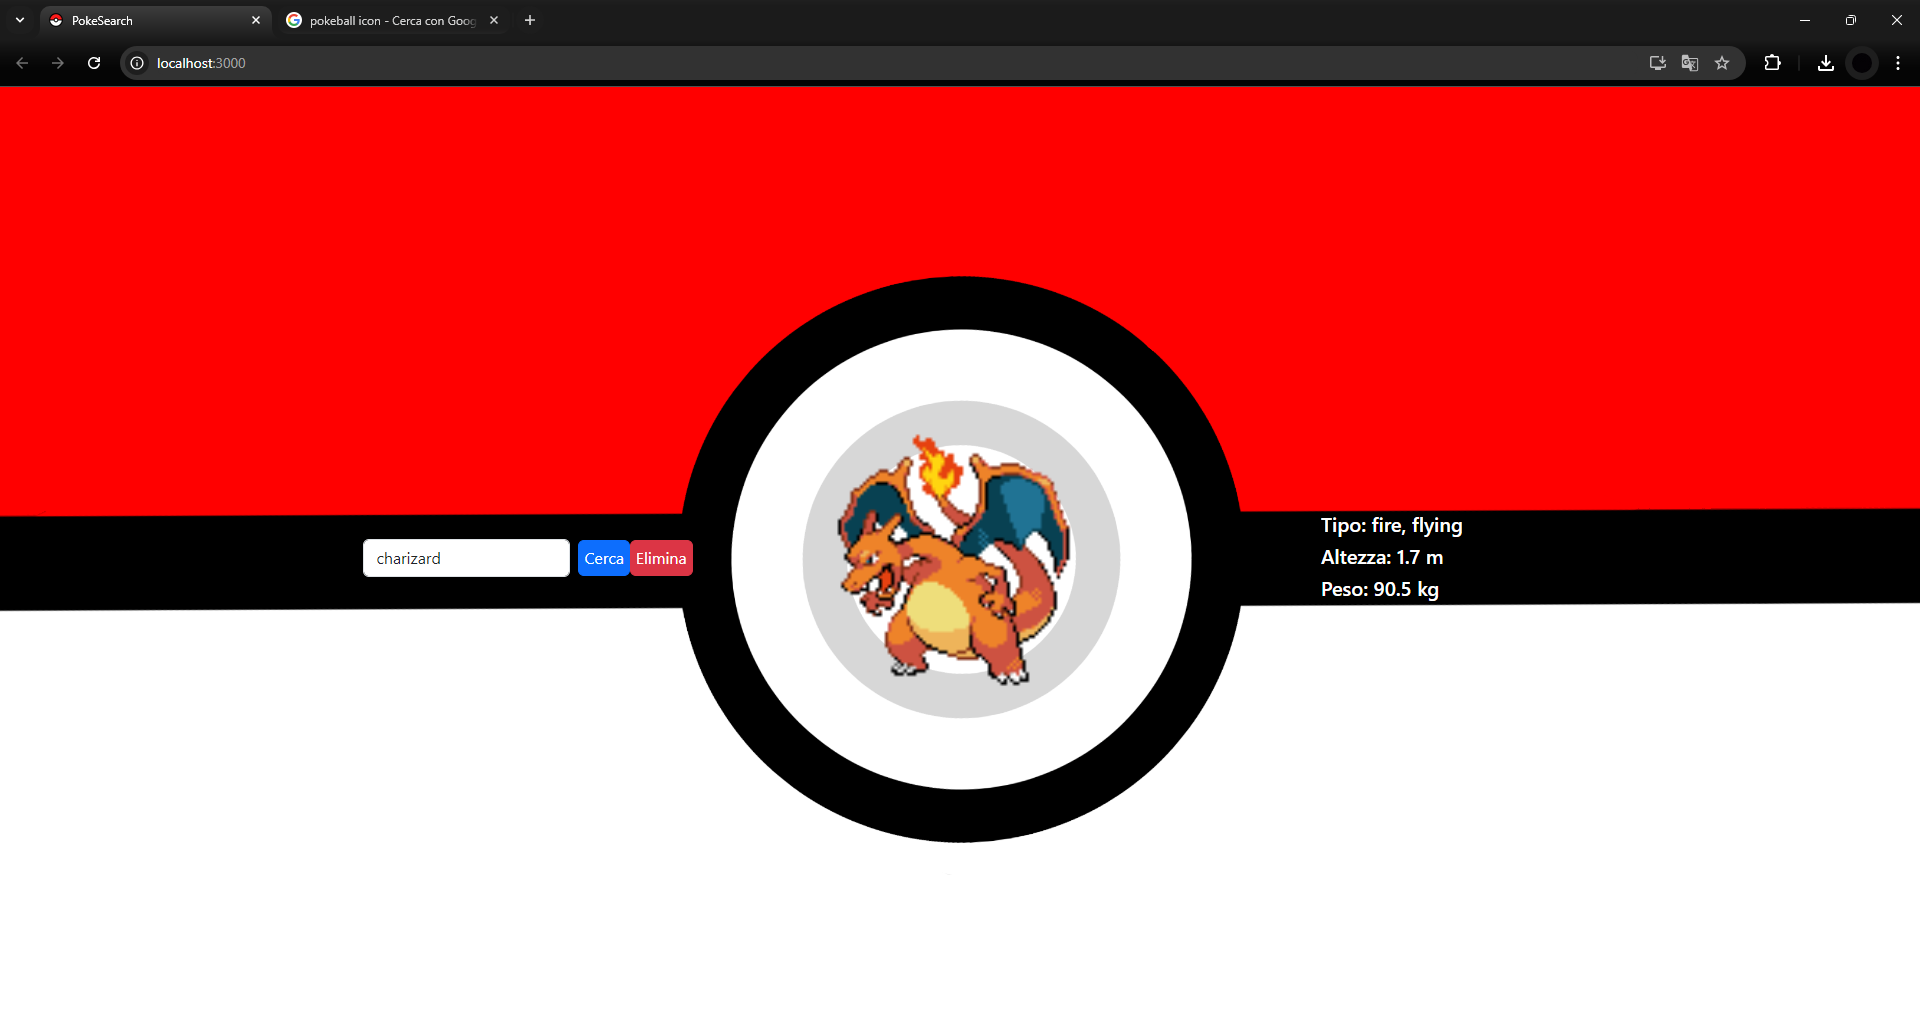 PokeSearch
pokeball icon - Cerca con Goog
localhost:3000
charizard
Cerca
Elimina
Tipo: fire, flying
Altezza: 1.7 m
Peso: 90.5 kg